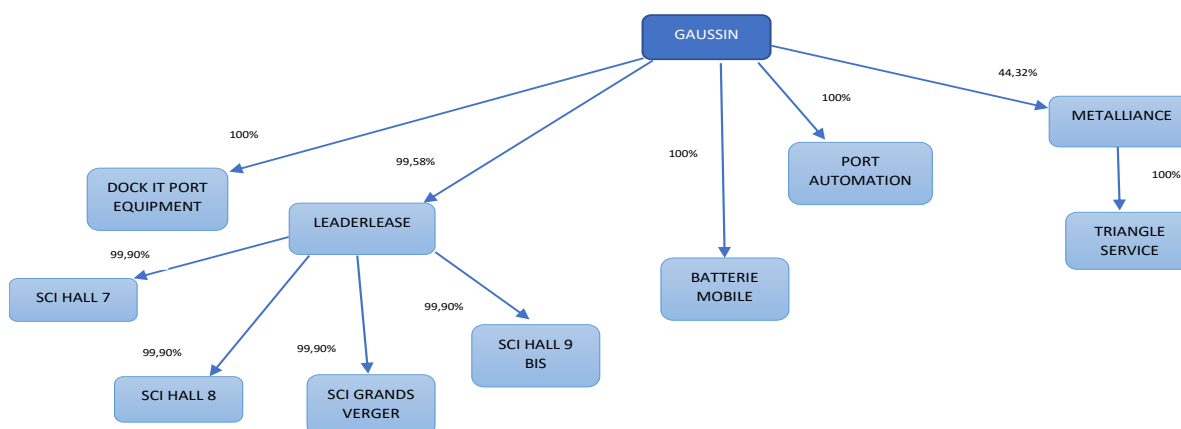 GAUSSIN
44,32%
100%
METALLIANCE
100%
99,58%
100%
PORT
AUTOMATION
DOCK IT PORT
EQUIPMENT
100%
LEADERLEASE
TRIANGLE
SERVICE
99,90%
BATTERIE
MOBILE
SCI HALL 7
99,90%
SCI HALL 9
BIS
99,90%
99,90%
SCI HALL 8
SCI GRANDS
VERGER